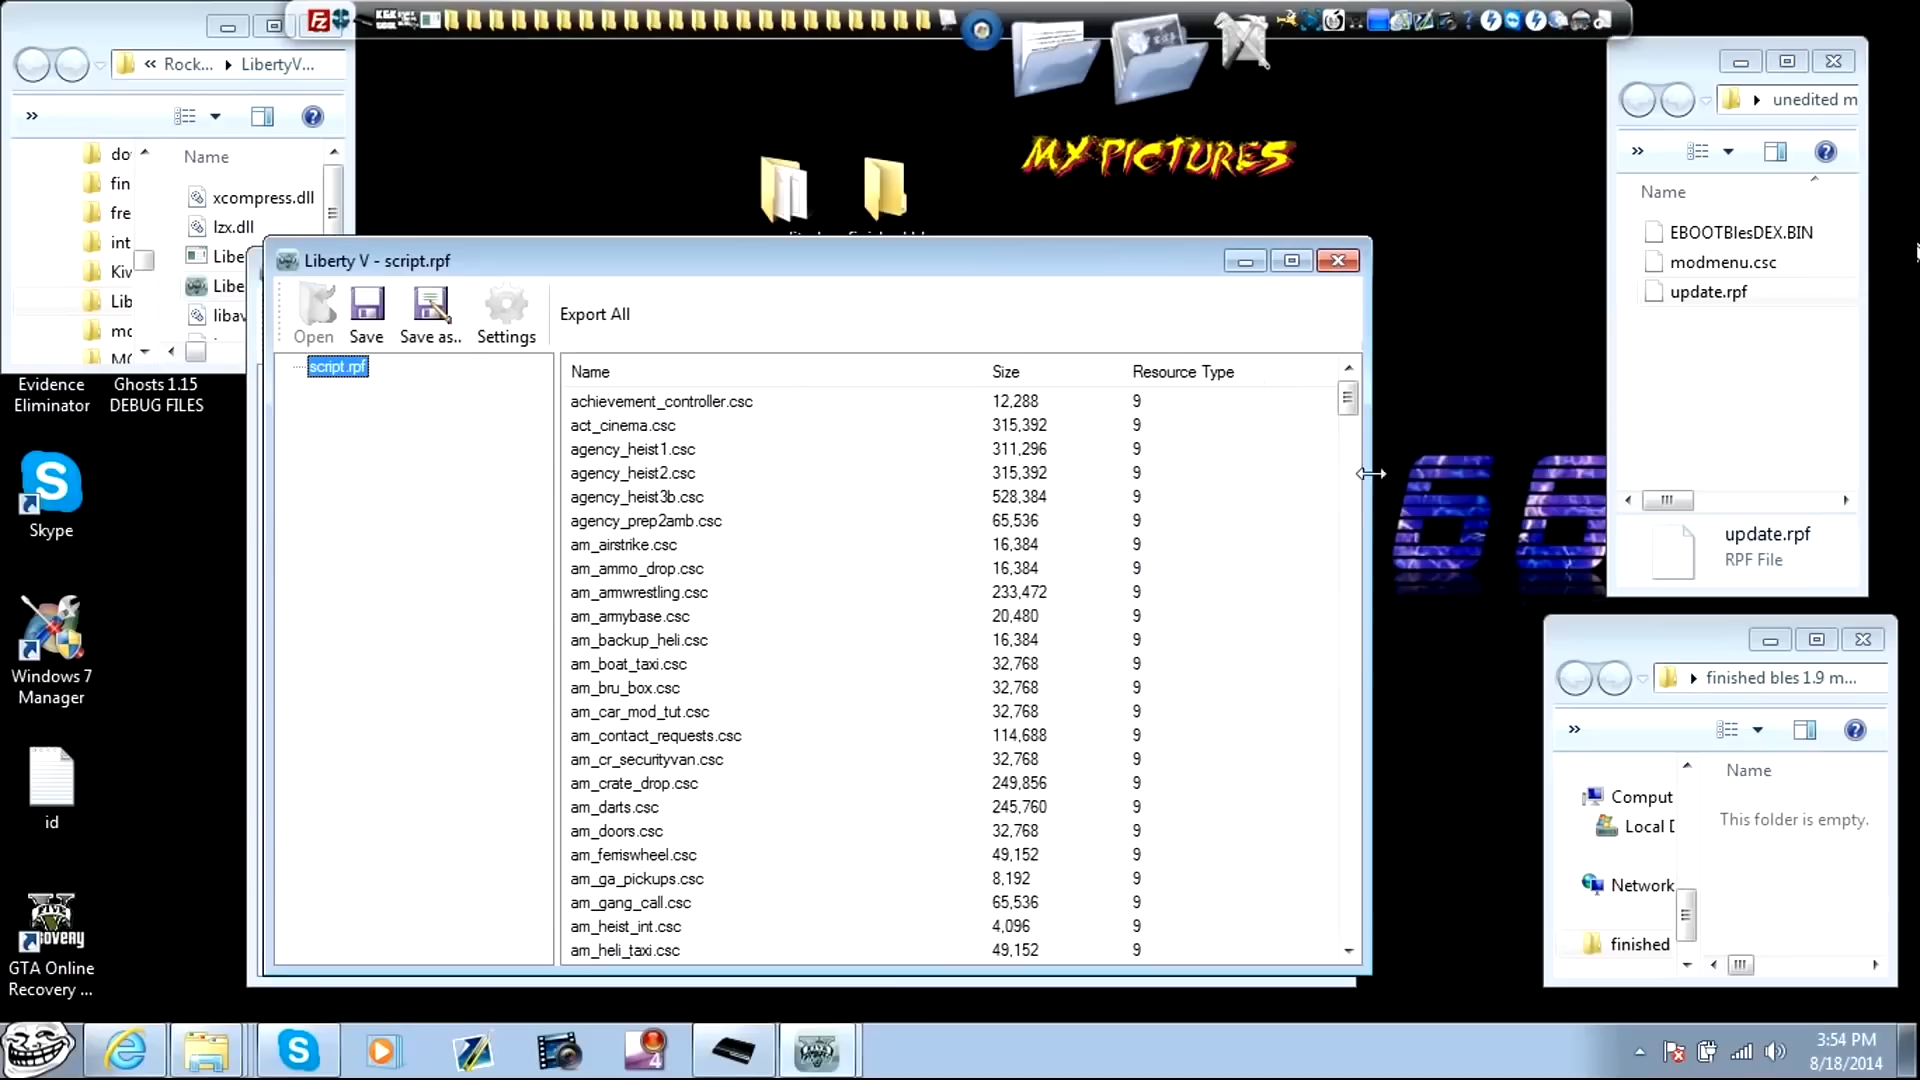 Rock...
LibertyV...
Name
do
fin
fre
int
Kiv
Lib
mc
MC
xcompress.dll
lzx.dll
Libe
Libe
libav
MY PICTURES
unedited m
Name
EBOOTBlesDEX.BIN
modmenu.csc
update.rpf
update.rpf
RPF File
Evidence
Eliminator
Ghosts 1.15
DEBUG FILES
Skype
Windows 7
Manager
id
GTA Online
Recovery ...
Liberty V - script.rpf
Open
Save
Save as..
Settings
Export All
script.rpf
Name Size Resource Type
achievement_controller.csc 12,288 9
act_cinema.csc 315,392 9
agency_heist1.csc 311,296 9
agency_heist2.csc 315,392 9
agency_heist3b.csc 528,384 9
agency_prep2amb.csc 65,536 9
am_airstrike.csc 16,384 9
am_ammo_drop.csc 16,384 9
am_armwrestling.csc 233,472 9
am_armybase.csc 20,480 9
am_backup_heli.csc 16,384 9
am_boat_taxi.csc 32,768 9
am_bru_box.csc 32,768 9
am_car_mod_tut.csc 32,768 9
am_contact_requests.csc 114,688 9
am_cr_securityvan.csc 32,768 9
am_crate_drop.csc 249,856 9
am_darts.csc 245,760 9
am_doors.csc 32,768 9
am_ferriswheel.csc 49,152 9
am_ga_pickups.csc 8,192 9
am_gang_call.csc 65,536 9
am_heist_int.csc 4,096 9
am_heli_taxi.csc 49,152 9
66
finished bles 1.9 m...
Name
This folder is empty.
Comput
Local D
Network
finished
3:54 PM
8/18/2014